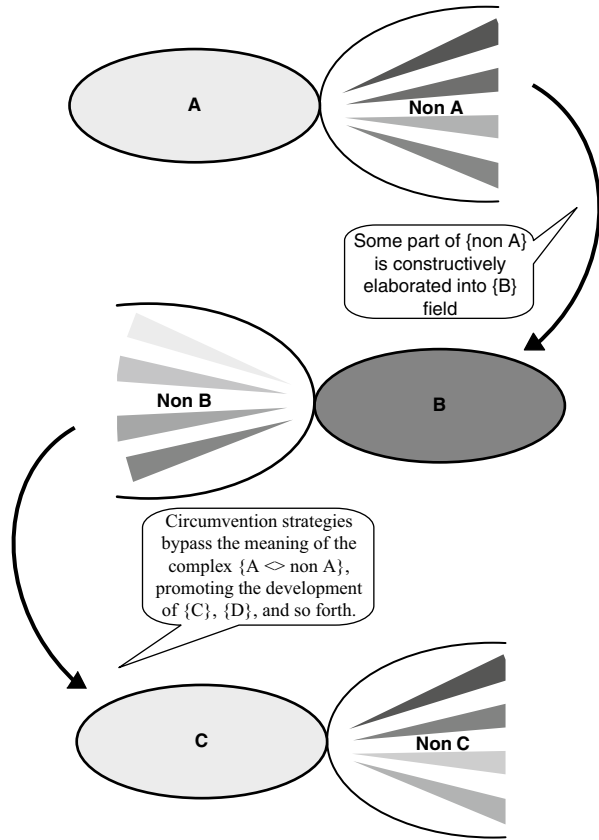 A
Non A
Some part of {non A}
is constructively
elaborated into {B}
field
Non B
B
Circumvention strategies
bypass the meaning of the
complex {A <> non A},
promoting the development
of {C}, {D}, and so forth.
C
Non C